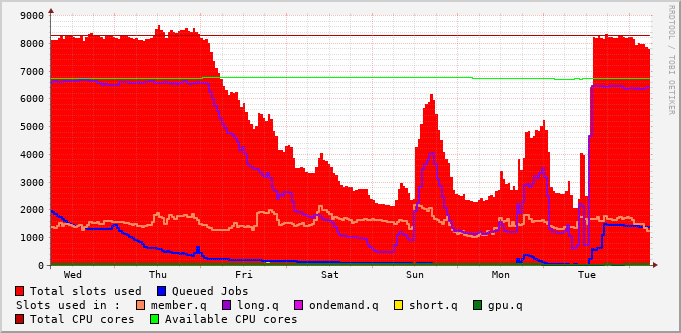 9000
8000
7000
6000
5000
4000
3000
2000
1000
0
Wed Thu Fri Sat Sun Mon Tue
RRDTOOL / TOBI OETIKER
Total slots used Queued Jobs
Slots used in : member.q long.q ondemand.q short.q gpu.q
Total CPU cores Available CPU cores